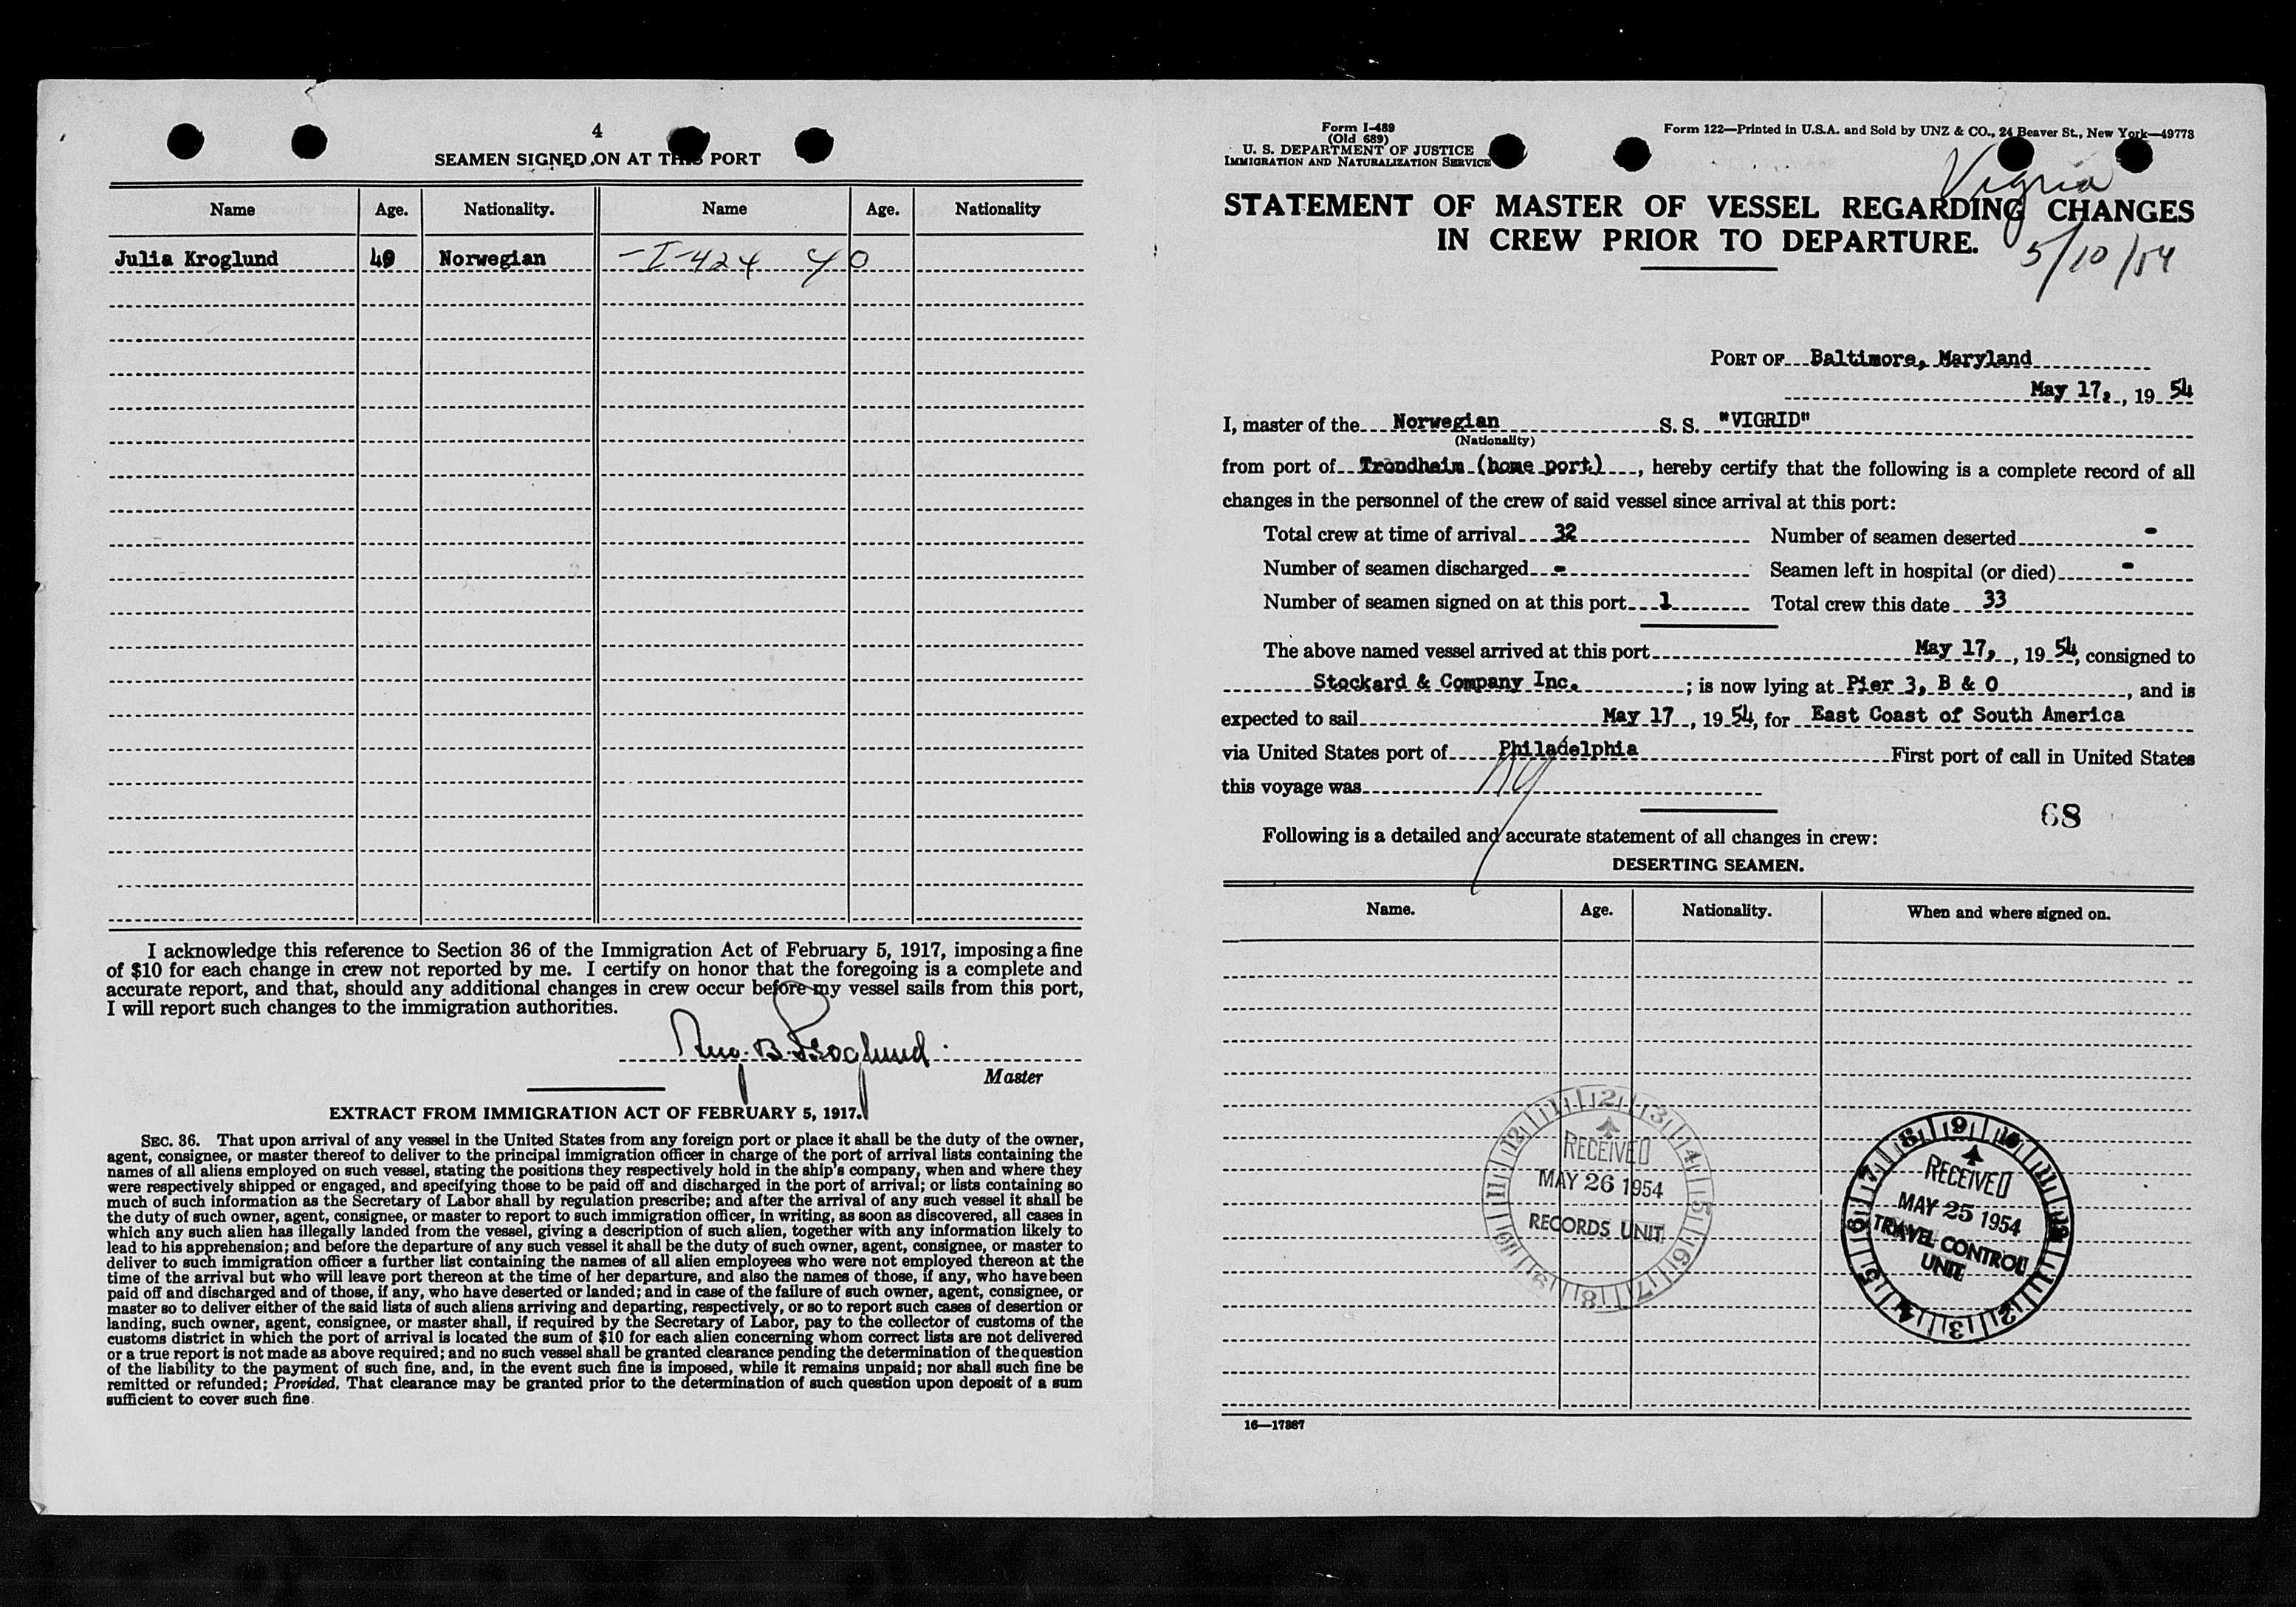 4
SEAMEN SIGNED ON AT THIS PORT
Name Age. Nationality. Name Age. Nationality
Julia Kroglund 49 Norwegian -I-424 40
I acknowledge this reference to Section 36 of the Immigration Act of February 5, 1917, imposing a fine
of $10 for each change in crew not reported by me. I certify on honor that the foregoing is a complete and
accurate report, and that, should any additional changes in crew occur before my vessel sails from this port,
I will report such changes to the immigration authorities.
B. Kroglund
Master
EXTRACT FROM IMMIGRATION ACT OF FEBRUARY 5, 1917.
SEC. 36. That upon arrival of any vessel in the United States from any foreign port or place it shall be the duty of the owner,
agent, consignee, or master thereof to deliver to the principal immigration officer in charge of the port of arrival lists containing the
names of all aliens employed on such vessel, stating the positions they respectively hold in the ship's company, when and where they
were respectively shipped or engaged, and specifying those to be paid off and discharged in the port of arrival; or lists containing so
much of such information as the Secretary of Labor shall by regulation prescribe; and after the arrival of any such vessel it shall be
the duty of such owner, agent, consignee, or master to report to such immigration officer, in writing, as soon as discovered, all cases in
which any such alien has illegally landed from the vessel, giving a description of such alien, together with any information likely to
lead to his apprehension; and before the departure of any such vessel it shall be the duty of such owner, agent, consignee, or master to
deliver to such immigration officer a further list containing the names of all alien employees who were not employed thereon at the
time of the arrival but who will leave port thereon at the time of her departure, and also the names of those, if any, who have been
paid off and discharged and of those, if any, who have deserted or landed; and in case of the failure of such owner, agent, consignee, or
master so to deliver either of the said lists of such aliens arriving and departing, respectively, or so to report such cases of desertion or
landing, such owner, agent, consignee, or master shall, if required by the Secretary of Labor, pay to the collector of customs of the
customs district in which the port of arrival is located the sum of $10 for each alien concerning whom correct lists are not delivered
or a true report is not made as above required; and no such vessel shall be granted clearance pending the determination of the question
of the liability to the payment of such fine, and, in the event such fine is imposed, while it remains unpaid; nor shall such fine be
remitted or refunded; Provided, That clearance may be granted prior to the determination of such question upon deposit of a sum
sufficient to cover such fine.
Form I-489
(Old 689)
U. S. DEPARTMENT OF JUSTICE
IMMIGRATION AND NATURALIZATION SERVICE
Form 122—Printed in U.S.A. and Sold by UNZ & CO., 24 Beaver St., New York—49773
Vigrid
STATEMENT OF MASTER OF VESSEL REGARDING CHANGES
IN CREW PRIOR TO DEPARTURE.
5/10/54
PORT OF Baltimore, Maryland
May 17, , 19 54
I, master of the Norwegian S. S. "VIGRID"
(Nationality)
from port of Trondheim (home port) , hereby certify that the following is a complete record of all
changes in the personnel of the crew of said vessel since arrival at this port:
Total crew at time of arrival 32 Number of seamen deserted -
Number of seamen discharged - Seamen left in hospital (or died) -
Number of seamen signed on at this port 1 Total crew this date 33
The above named vessel arrived at this port May 17, , 19 54, consigned to
Stockard & Company Inc. ; is now lying at Pier 3, B & O , and is
expected to sail May 17 , 19 54, for East Coast of South America
via United States port of Philadelphia First port of call in United States
this voyage was NY
68
Following is a detailed and accurate statement of all changes in crew:
DESERTING SEAMEN.
Name. Age. Nationality. When and where signed on.
RECEIVED
MAY 26 1954
RECORDS UNIT
RECEIVED
MAY 25 1954
TRAVEL CONTROL
UNIT
16—17887